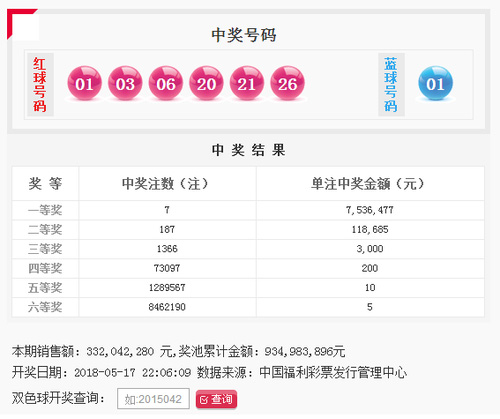 中奖号码
红球号码 01 03 06 20 21 26 蓝球号码 01
中 奖 结 果
奖 等 中奖注数（注） 单注中奖金额（元）
一等奖 7 7,536,477
二等奖 187 118,685
三等奖 1366 3,000
四等奖 73097 200
五等奖 1289567 10
六等奖 8462190 5
本期销售额：332,042,280 元,奖池累计金额：934,983,896元
开奖日期：2018-05-17 22:06:09 数据来源：中国福利彩票发行管理中心
双色球开奖查询： 如:2015042 查询